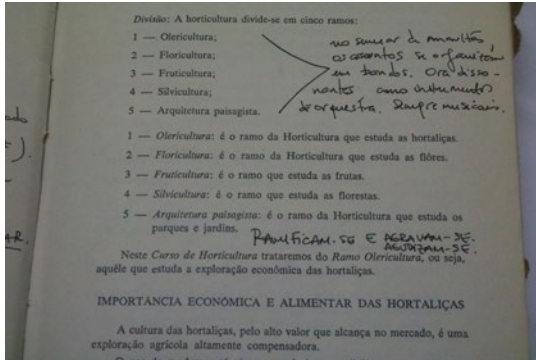 Divisão: A horticultura divide-se em cinco ramos:
1 — Olericultura;
2 — Floricultura;
3 — Fruticultura;
4 — Silvicultura;
5 — Arquitetura paisagista.
no
os assentos se organizam
em bandos. Ora disso-
nantes, como instrumentos
de orquestra. Sempre musicais.
1 — Olericultura: é o ramo da Horticultura que estuda as hortaliças.
2 — Floricultura: é o ramo da Horticultura que estuda as flôres.
3 — Fruticultura: é o ramo que estuda as frutas.
4 — Silvicultura: é o ramo que estuda as florestas.
5 — Arquitetura paisagista: é o ramo da Horticultura que estuda os
parques e jardins.
RAMIFICAM-SE E AGRAVAM-SE.
AGUDIZAM-SE.
Neste Curso de Horticultura trataremos do Ramo Olericultura, ou seja,
aquêle que estuda a exploração econômica das hortaliças.
IMPORTÂNCIA ECONÔMICA E ALIMENTAR DAS HORTALIÇAS
A cultura das hortaliças, pelo alto valor que alcança no mercado, é uma
exploração agrícola altamente compensadora.